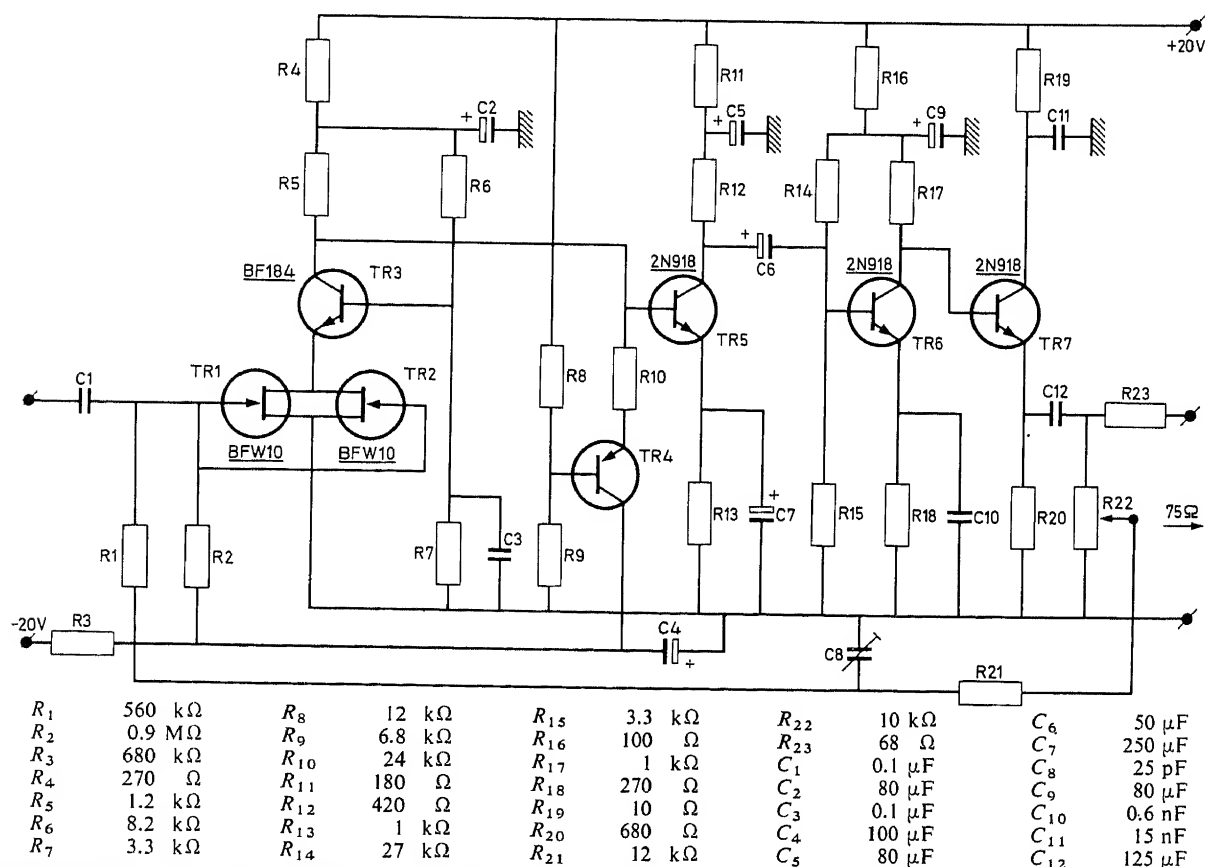 +20V
R4
R11
R16
R19
C2
+
C5
+
C9
+
C11
R5
R6
R12
R14
R17
BF184
TR3
+
C6
2N918
2N918
2N918
TR5
TR6
TR7
C1
TR1
TR2
R8
R10
C12
R23
BFW10
BFW10
TR4
R1
R2
R7
C3
R9
R13
+
C7
R15
R18
C10
R20
R22
75Ω
-20V
R3
C4
+
C8
R21
R1 560 kΩ R8 12 kΩ R15 3.3 kΩ R22 10 kΩ C6 50 μF
R2 0.9 MΩ R9 6.8 kΩ R16 100 Ω R23 68 Ω C7 250 μF
R3 680 kΩ R10 24 kΩ R17 1 kΩ C1 0.1 μF C8 25 pF
R4 270 Ω R11 180 Ω R18 270 Ω C2 80 μF C9 80 μF
R5 1.2 kΩ R12 420 Ω R19 10 Ω C3 0.1 μF C10 0.6 nF
R6 8.2 kΩ R13 1 kΩ R20 680 Ω C4 100 μF C11 15 nF
R7 3.3 kΩ R14 27 kΩ R21 12 kΩ C5 80 μF C12 125 μF